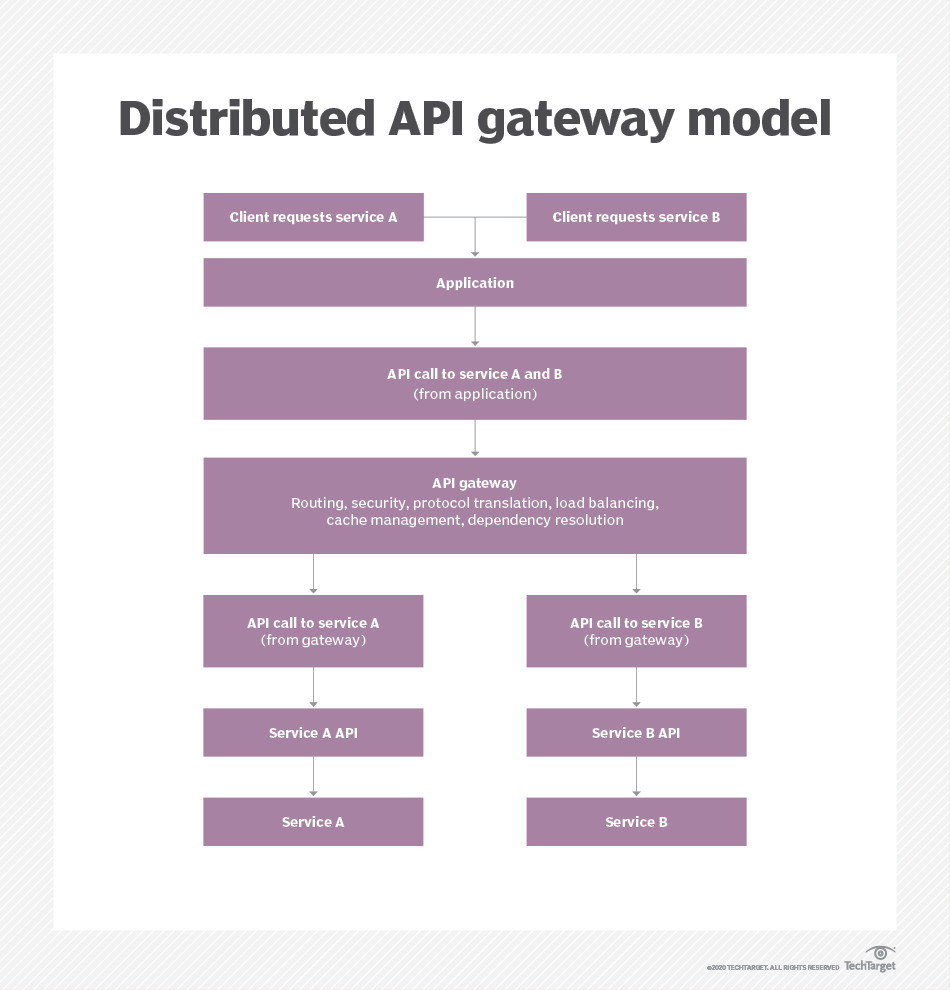 Distributed API gateway model
Client requests service A
Client requests service B
Application
API call to service A and B
(from application)
API gateway
Routing, security, protocol translation, load balancing,
cache management, dependency resolution
API call to service A
(from gateway)
API call to service B
(from gateway)
Service A API
Service B API
Service A
Service B
©2020 TECHTARGET. ALL RIGHTS RESERVED
TechTarget